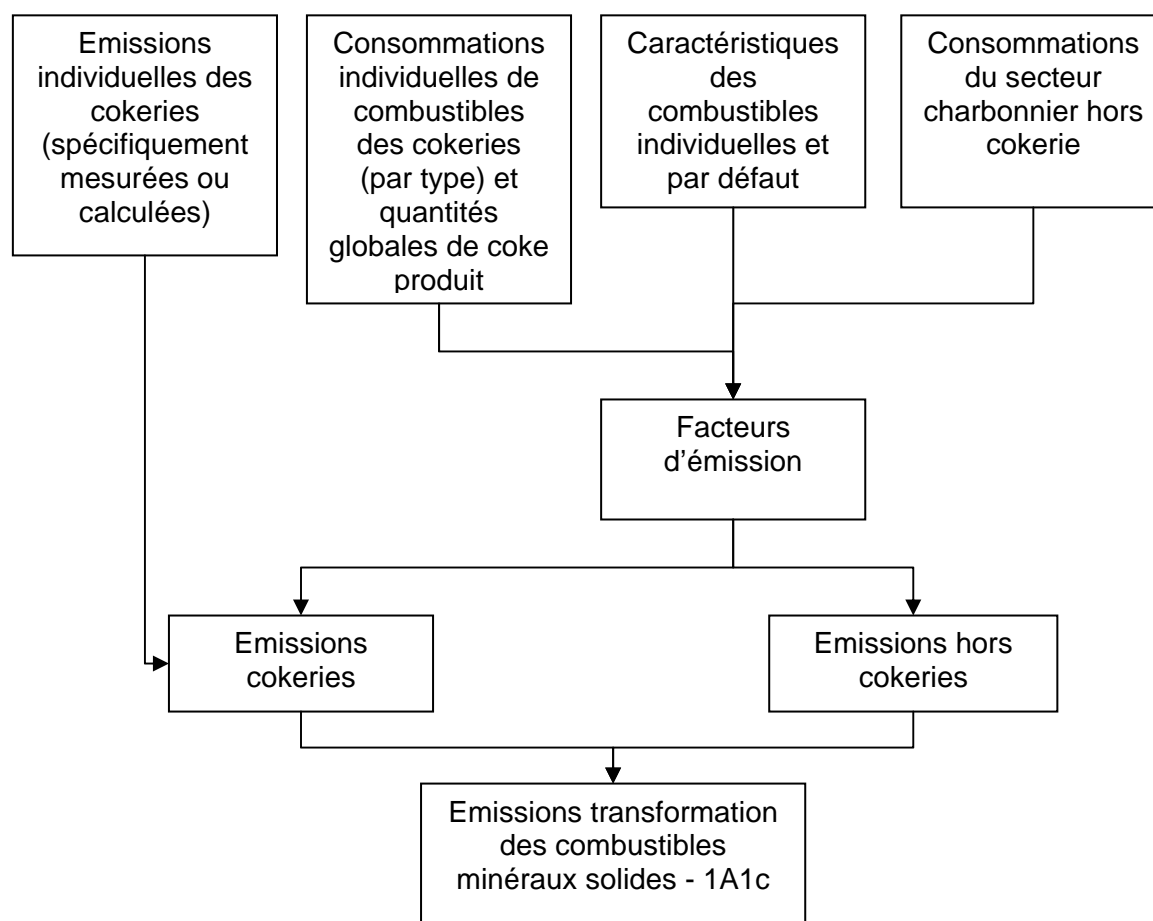 Emissions
individuelles des
cokeries
(spécifiquement
mesurées ou
calculées)
Consommations
individuelles de
combustibles
des cokeries
(par type) et
quantités
globales de coke
produit
Caractéristiques
des
combustibles
individuelles et
par défaut
Consommations
du secteur
charbonnier hors
cokerie
Facteurs
d’émission
Emissions
cokeries
Emissions hors
cokeries
Emissions transformation
des combustibles
minéraux solides - 1A1c